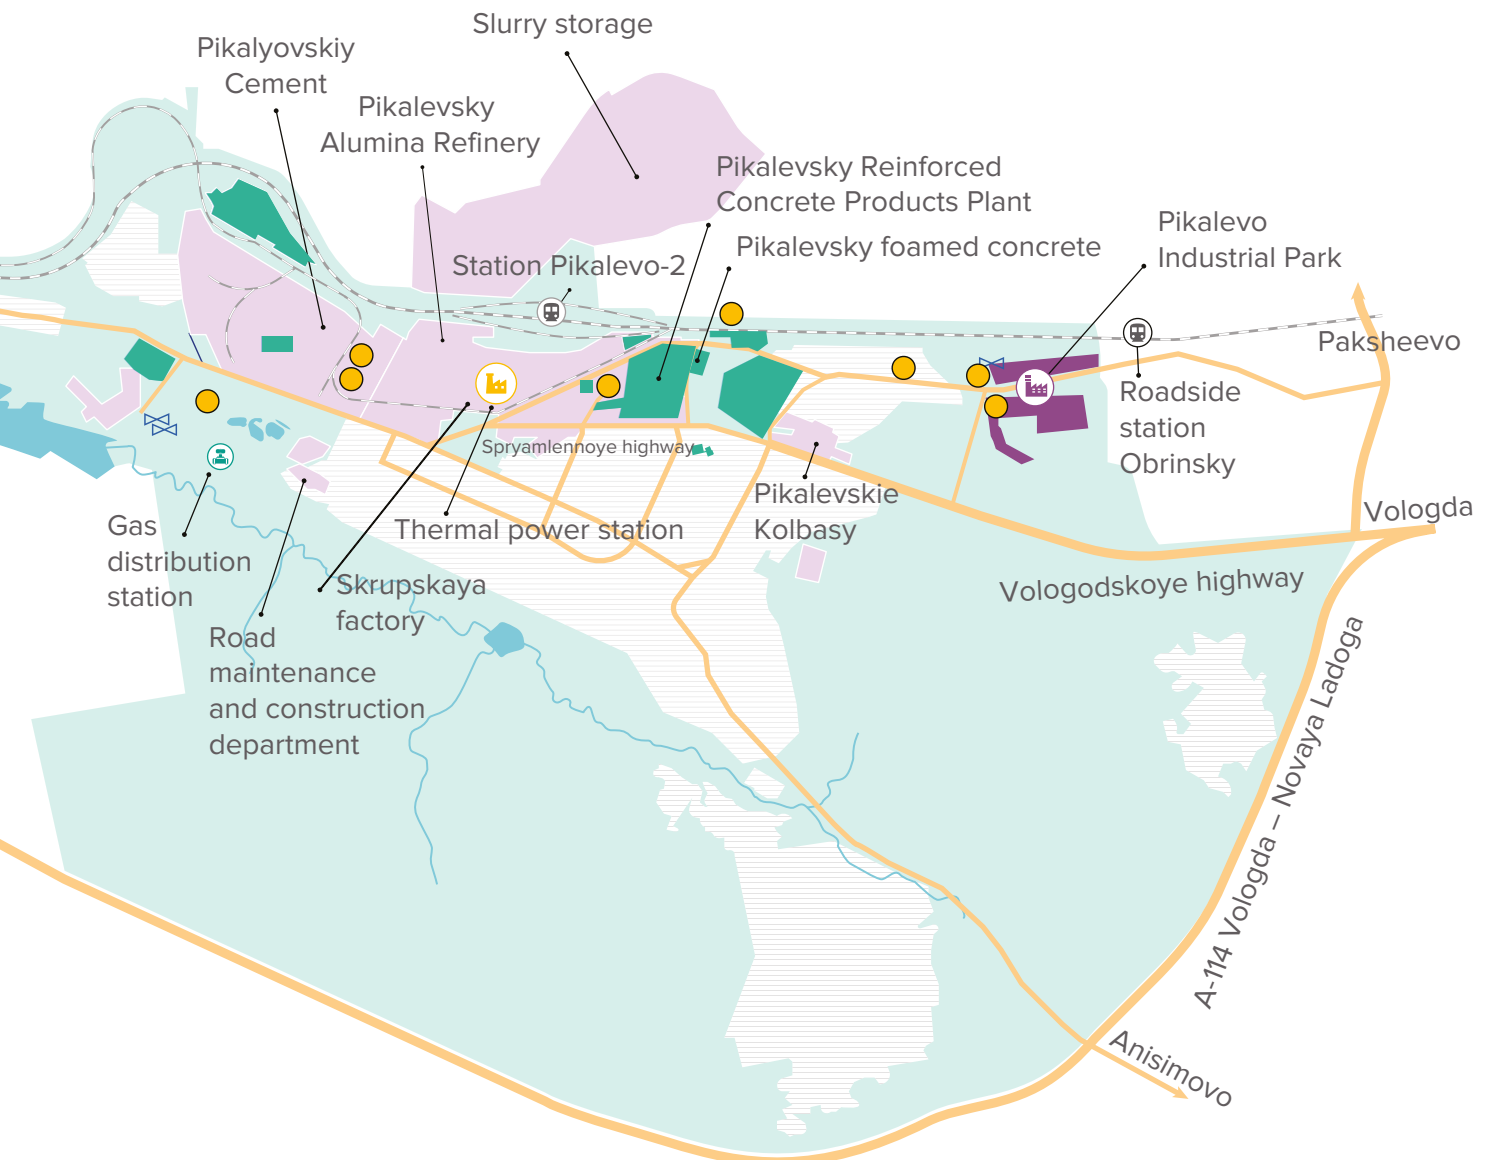 Slurry storage
Pikalyovskiy
Cement
Pikalevsky
Alumina Refinery
Pikalevsky Reinforced
Concrete Products Plant
Pikalevsky foamed concrete
Station Pikalevo-2
Pikalevo
Industrial Park
Paksheevo
Roadside
station
Obrinsky
Spryamlennoye highway
Pikalevskie
Kolbasy
Vologda
Thermal power station
Gas
distribution
station
Skrupskaya
factory
Vologodskoye highway
Road
maintenance
and construction
department
A-114 Vologda – Novaya Ladoga
Anisimovo